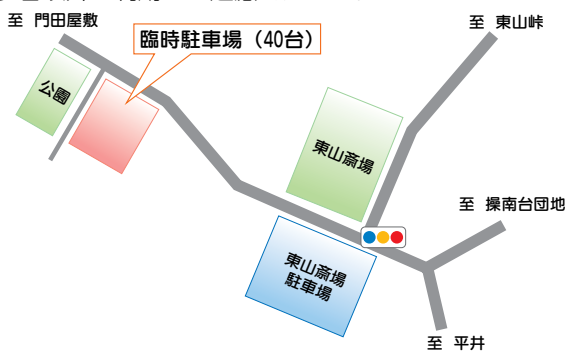 至 門田屋敷
臨時駐車場（40台）
至 東山峠
公園
東山斎場
至 操南台団地
東山斎場
駐車場
至 平井